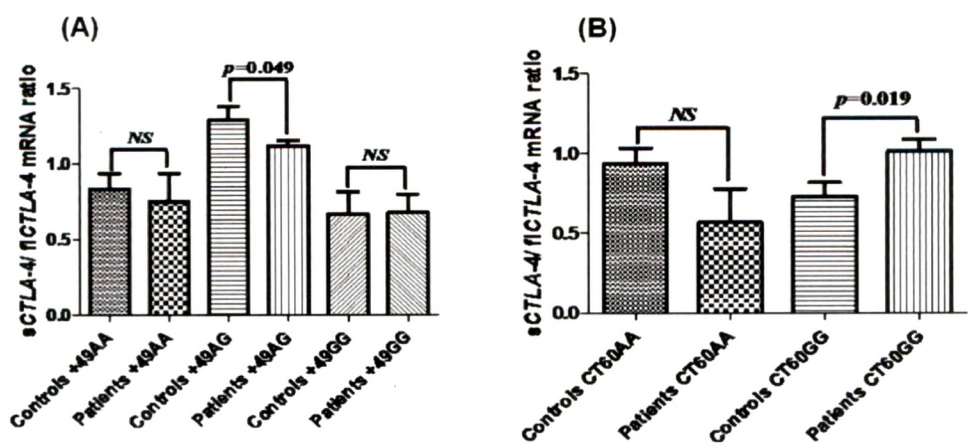 (A)
sCTLA-4/ flCTLA-4 mRNA ratio
1.5
1.0
0.5
0.0
NS
p=0.049
NS
Controls +49AA
Patients +49AA
Controls +49AG
Patients +49AG
Controls +49GG
Patients +49GG
(B)
sCTLA-4/ flCTLA-4 mRNA ratio
1.5
1.0
0.5
0.0
NS
p=0.019
Controls CT60AA
Patients CT60AA
Controls CT60GG
Patients CT60GG